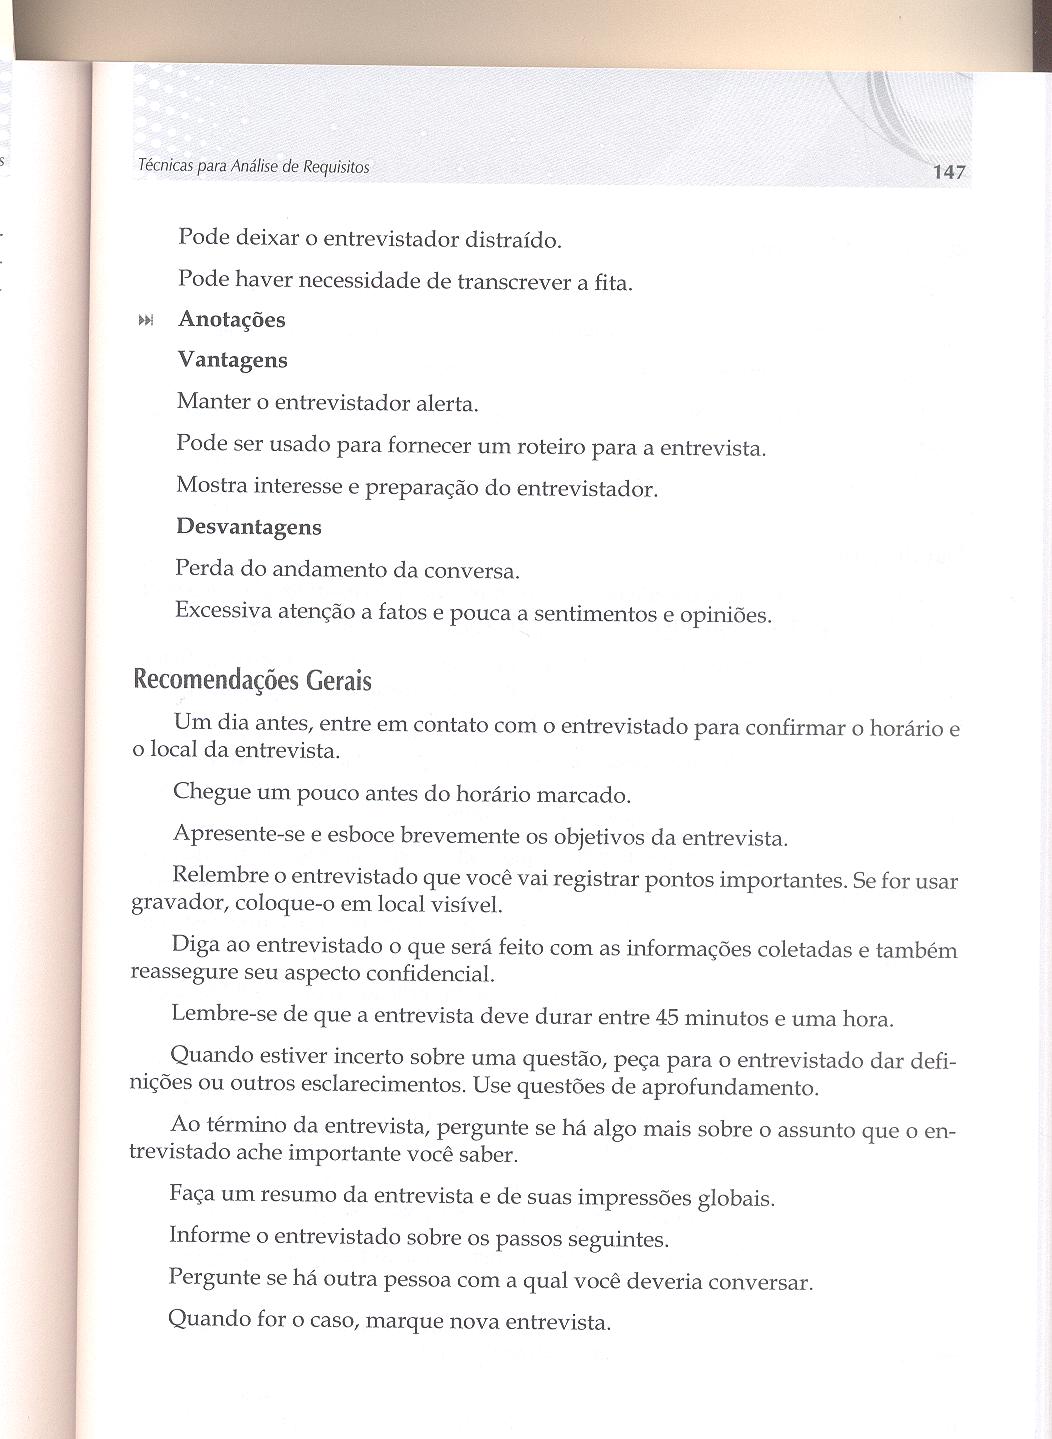 Técnicas para Análise de Requisitos
147
Pode deixar o entrevistador distraído.
Pode haver necessidade de transcrever a fita.
Anotações
Vantagens
Manter o entrevistador alerta.
Pode ser usado para fornecer um roteiro para a entrevista.
Mostra interesse e preparação do entrevistador.
Desvantagens
Perda do andamento da conversa.
Excessiva atenção a fatos e pouca a sentimentos e opiniões.
Recomendações Gerais
Um dia antes, entre em contato com o entrevistado para confirmar o horário e
o local da entrevista.
Chegue um pouco antes do horário marcado.
Apresente-se e esboce brevemente os objetivos da entrevista.
Relembre o entrevistado que você vai registrar pontos importantes. Se for usar
gravador, coloque-o em local visível.
Diga ao entrevistado o que será feito com as informações coletadas e também
reassegure seu aspecto confidencial.
Lembre-se de que a entrevista deve durar entre 45 minutos e uma hora.
Quando estiver incerto sobre uma questão, peça para o entrevistado dar defi-
nições ou outros esclarecimentos. Use questões de aprofundamento.
Ao término da entrevista, pergunte se há algo mais sobre o assunto que o en-
trevistado ache importante você saber.
Faça um resumo da entrevista e de suas impressões globais.
Informe o entrevistado sobre os passos seguintes.
Pergunte se há outra pessoa com a qual você deveria conversar.
Quando for o caso, marque nova entrevista.